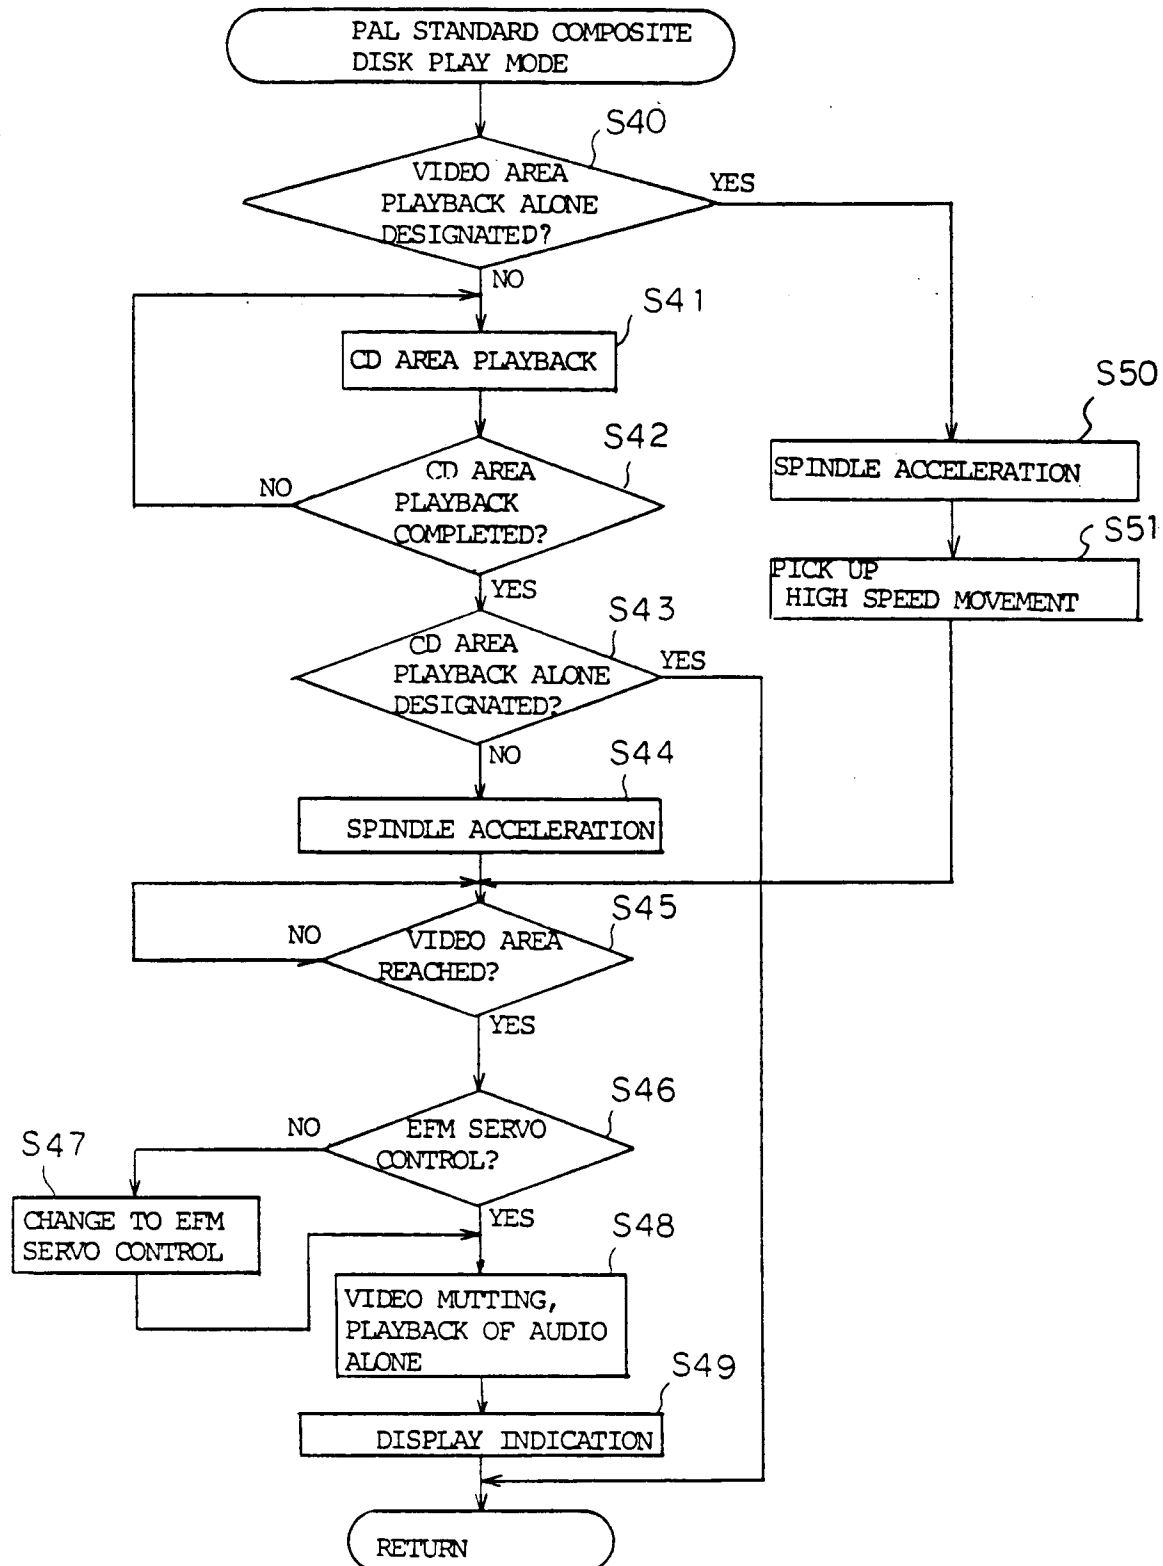 PAL STANDARD COMPOSITE
DISK PLAY MODE
S40
VIDEO AREA
PLAYBACK ALONE
DESIGNATED?
YES
NO
S41
CD AREA PLAYBACK
S42
CD AREA
PLAYBACK
COMPLETED?
NO
YES
S50
SPINDLE ACCELERATION
S51
PICK UP
HIGH SPEED MOVEMENT
S43
CD AREA
PLAYBACK ALONE
DESIGNATED?
YES
NO
S44
SPINDLE ACCELERATION
S45
VIDEO AREA
REACHED?
NO
YES
S46
EFM SERVO
CONTROL?
NO
YES
S47
CHANGE TO EFM
SERVO CONTROL
S48
VIDEO MUTTING,
PLAYBACK OF AUDIO
ALONE
S49
DISPLAY INDICATION
RETURN